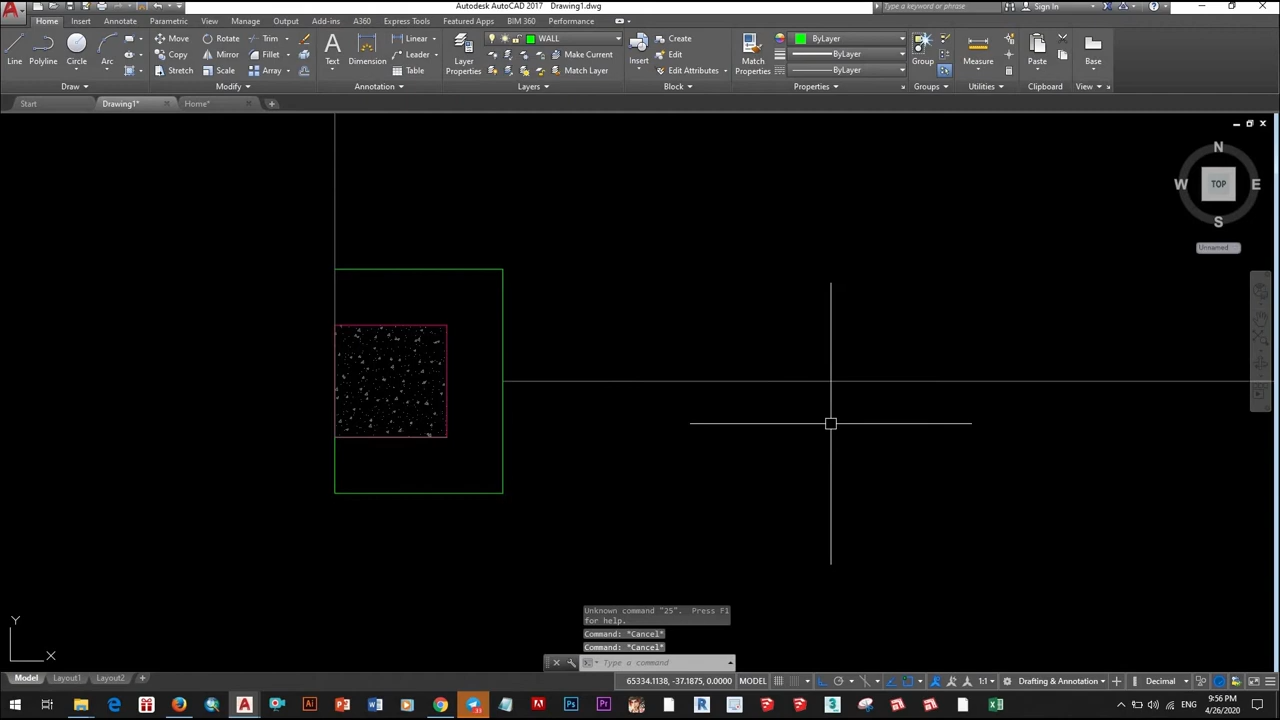 Autodesk AutoCAD 2017 Drawing1.dwg
Type a keyword or phrase
Sign In
Home Insert Annotate Parametric View Manage Output Add-ins A360 Express Tools Featured Apps BIM 360 Performance
Line Polyline Circle Arc
Move Rotate Trim
Copy Mirror Fillet
Stretch Scale Array
Text Dimension
Linear
Leader
Table
Layer Properties
WALL
Make Current
Match Layer
Insert
Create
Edit
Edit Attributes
Match Properties
ByLayer
ByLayer
ByLayer
Group
Measure
Paste
Base
Draw Modify Annotation Layers Block Properties Groups Utilities Clipboard View
Start Drawing1* Home*
N
W TOP E
S
Unnamed
Unknown command "25". Press F1
for help.
Command: *Cancel*
Command: *Cancel*
Type a command
Y
X
Model Layout1 Layout2
65334.1138, -37.1875, 0.0000 MODEL
1:1 Drafting & Annotation Decimal
33
ENG
9:56 PM
4/26/2020